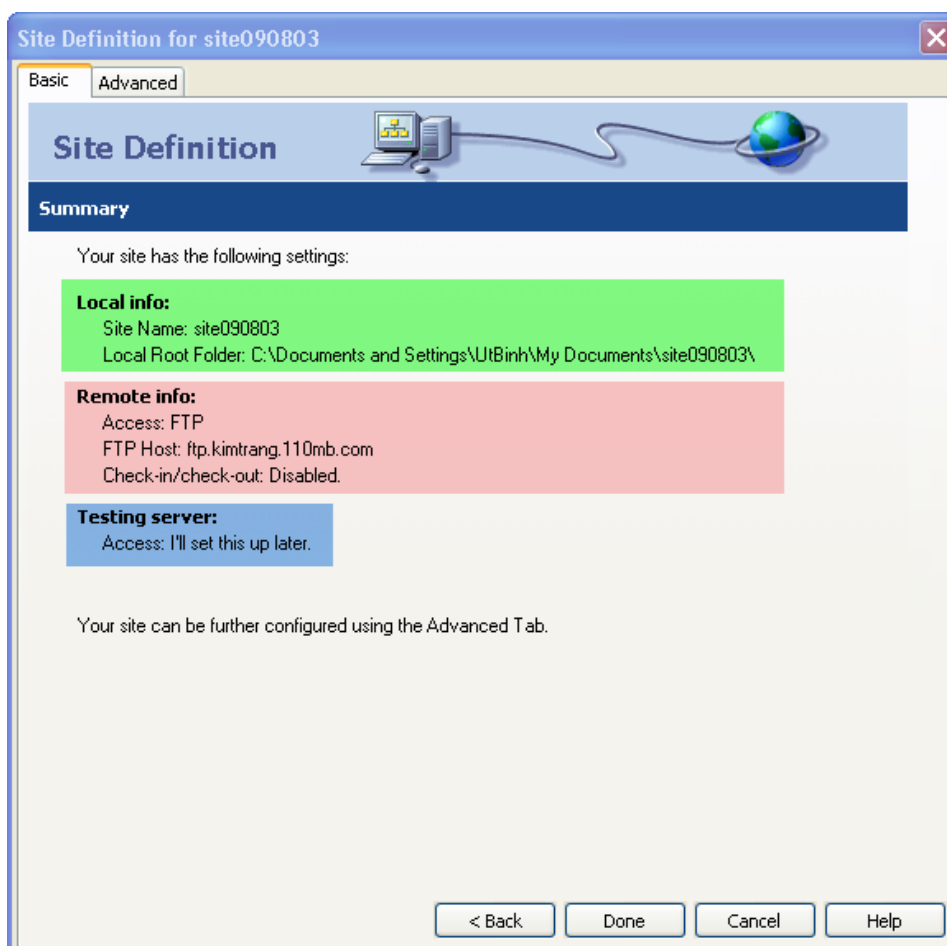 Site Definition for site090803
Basic
Advanced
Site Definition
Summary
Your site has the following settings:
Local info:
Site Name: site090803
Local Root Folder: C:\Documents and Settings\UtBinh\My Documents\site090803\
Remote info:
Access: FTP
FTP Host: ftp.kimtrang.110mb.com
Check-in/check-out: Disabled.
Testing server:
Access: I'll set this up later.
Your site can be further configured using the Advanced Tab.
< Back
Done
Cancel
Help